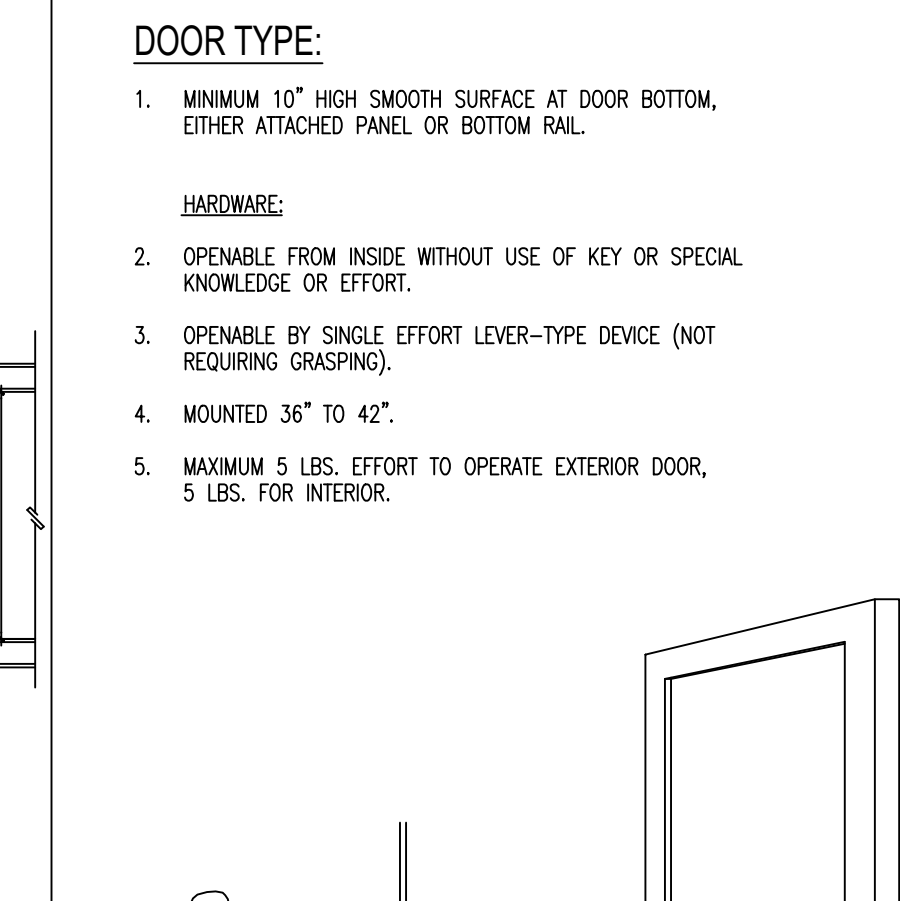 DOOR TYPE:
1. MINIMUM 10” HIGH SMOOTH SURFACE AT DOOR BOTTOM,
EITHER ATTACHED PANEL OR BOTTOM RAIL.
HARDWARE:
2. OPENABLE FROM INSIDE WITHOUT USE OF KEY OR SPECIAL
KNOWLEDGE OR EFFORT.
3. OPENABLE BY SINGLE EFFORT LEVER–TYPE DEVICE (NOT
REQUIRING GRASPING).
4. MOUNTED 36” TO 42”.
5. MAXIMUM 5 LBS. EFFORT TO OPERATE EXTERIOR DOOR,
5 LBS. FOR INTERIOR.